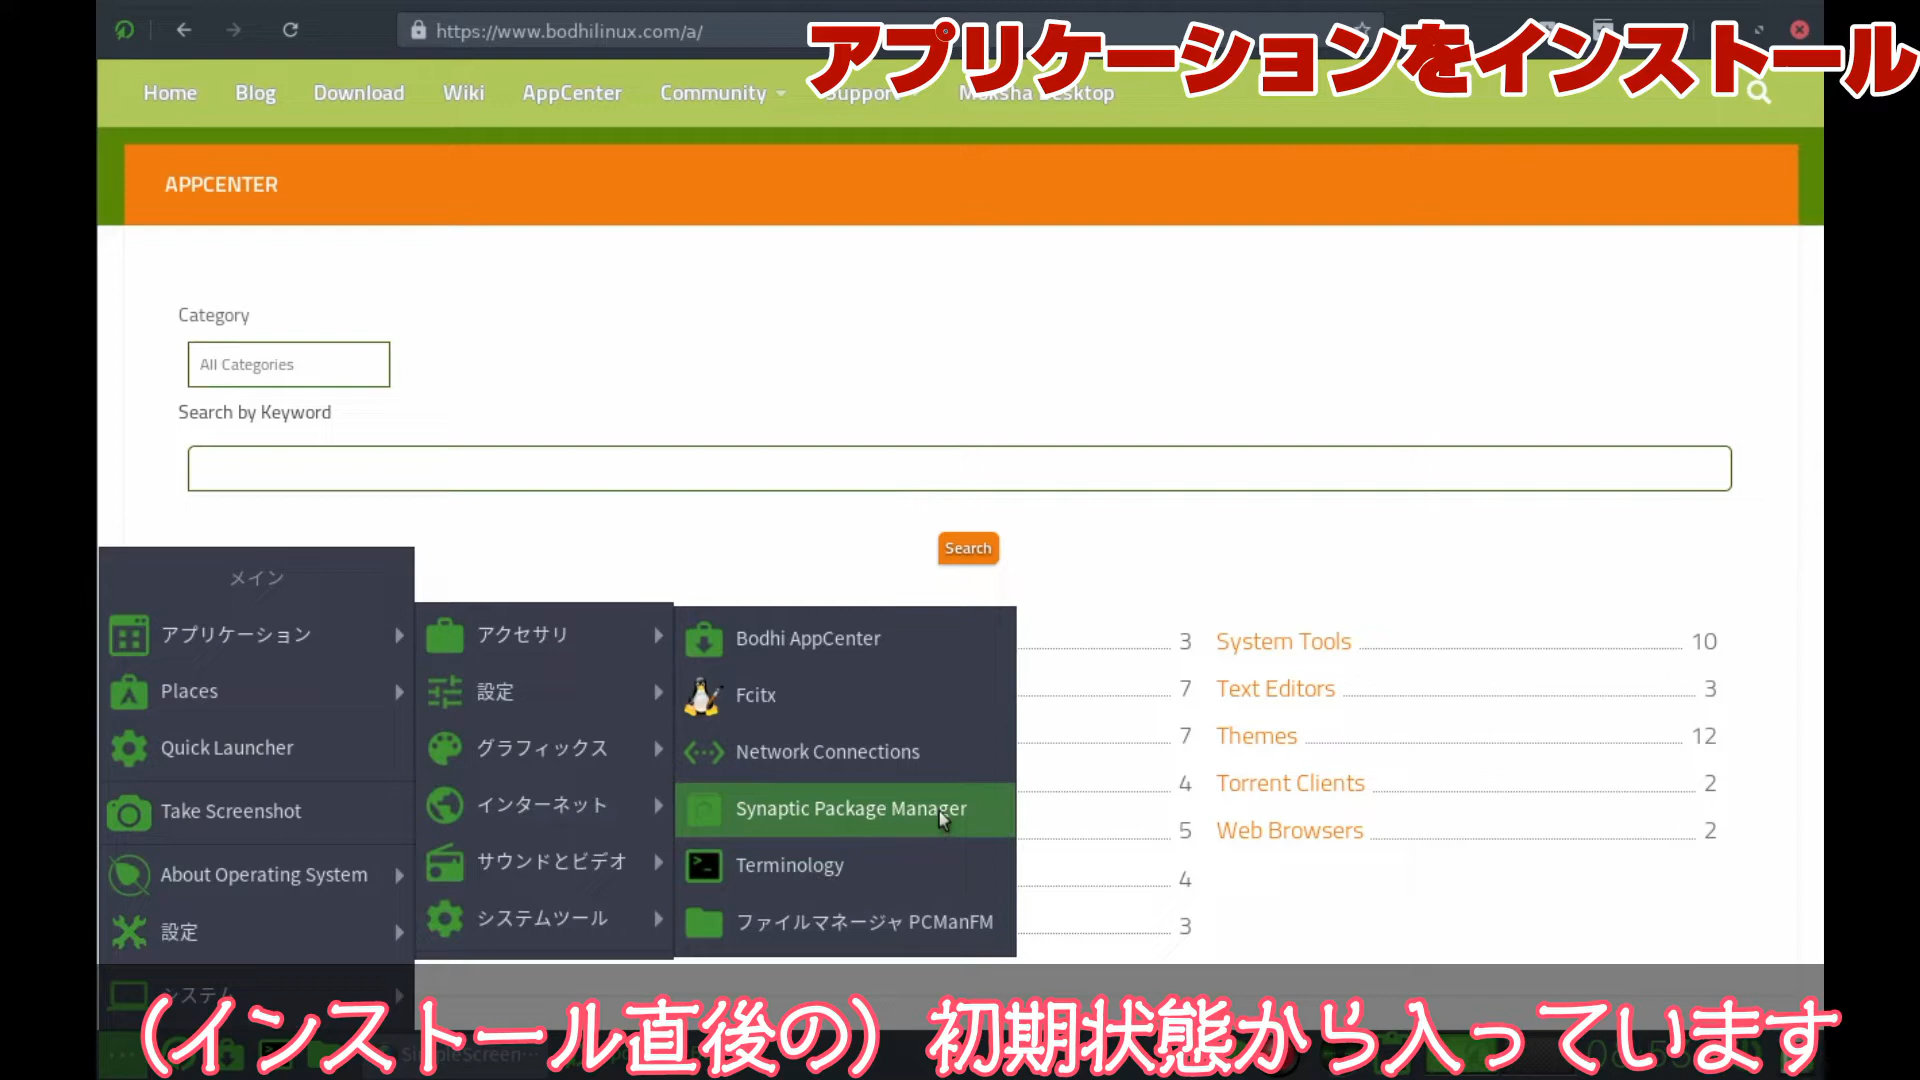 https://www.bodhilinux.com/a/
アプリケーションをインストール
Home Blog Download Wiki AppCenter Community Support Moksha Desktop
APPCENTER
Category
All Categories
Search by Keyword
Search
メイン
アプリケーション
Places
Quick Launcher
Take Screenshot
About Operating System
設定
システム
アクセサリ
設定
グラフィックス
インターネット
サウンドとビデオ
システムツール
Bodhi AppCenter
Fcitx
Network Connections
Synaptic Package Manager
Terminology
ファイルマネージャ PCManFM
3
7
7
4
5
4
3
System Tools 10
Text Editors 3
Themes 12
Torrent Clients 2
Web Browsers 2
（インストール直後の）初期状態から入っています